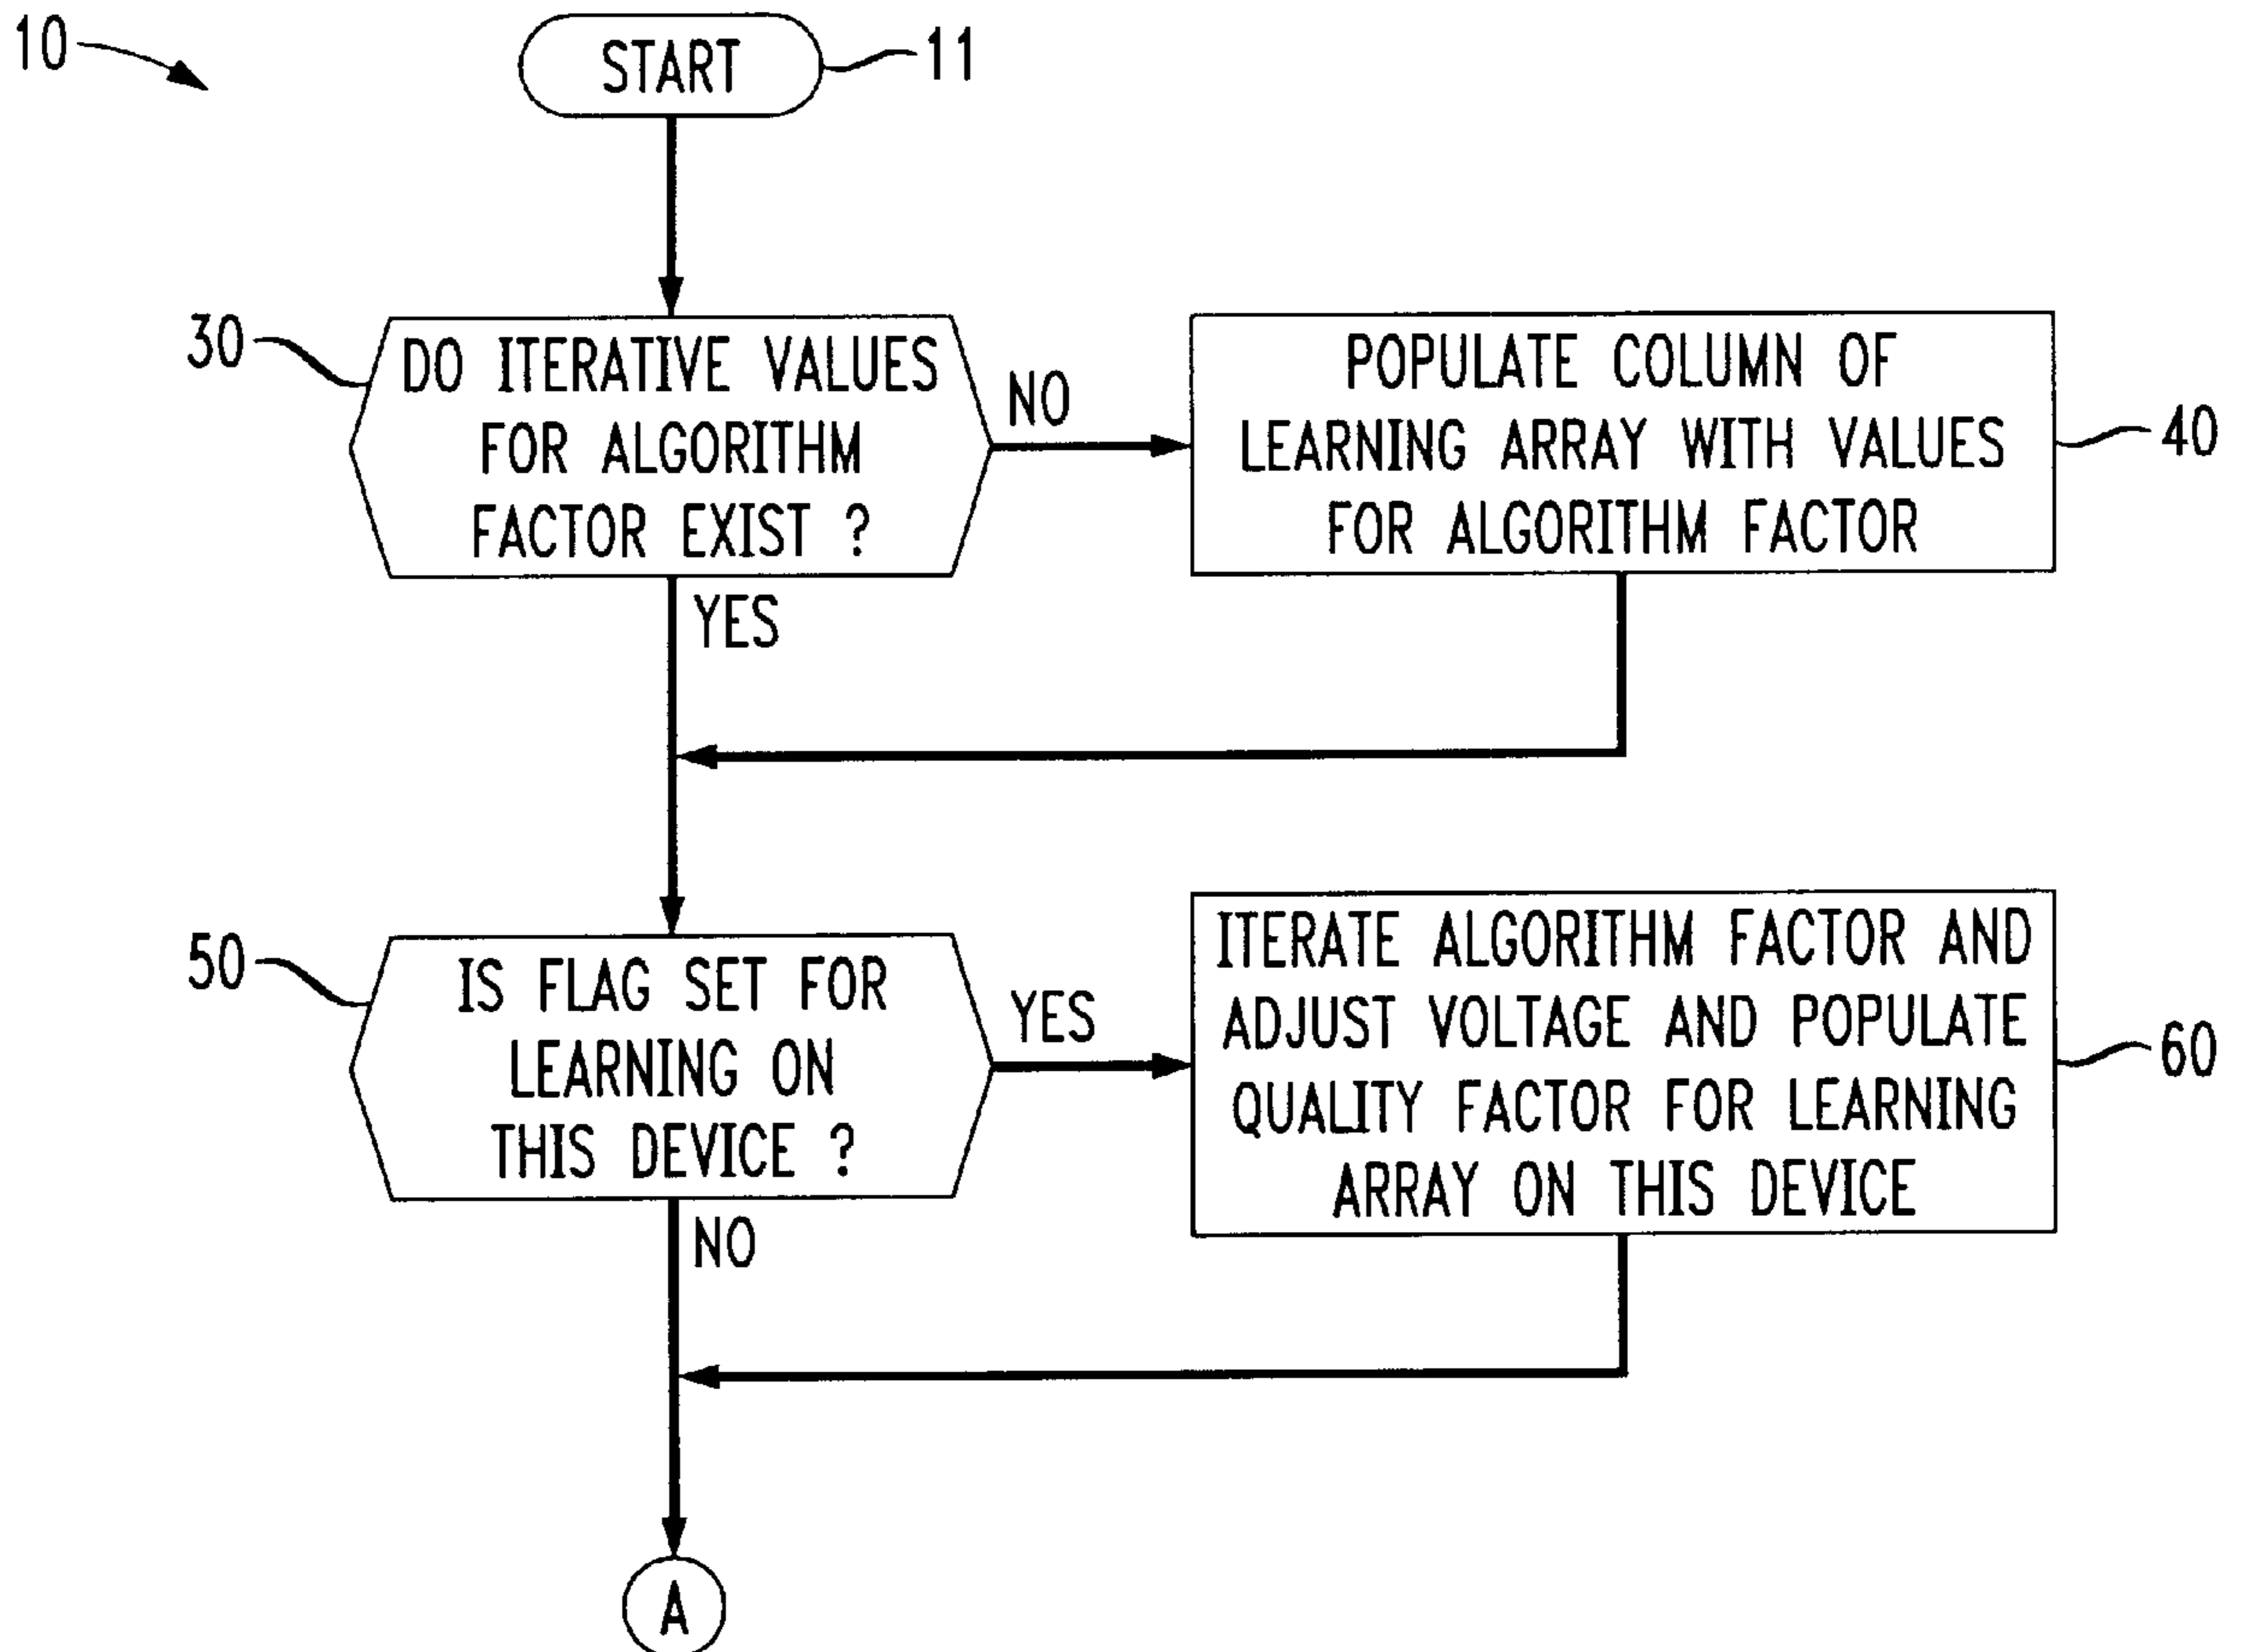 10
START
11
30
DO ITERATIVE VALUES
FOR ALGORITHM
FACTOR EXIST ?
NO
POPULATE COLUMN OF
LEARNING ARRAY WITH VALUES
FOR ALGORITHM FACTOR
40
YES
50
IS FLAG SET FOR
LEARNING ON
THIS DEVICE ?
YES
ITERATE ALGORITHM FACTOR AND
ADJUST VOLTAGE AND POPULATE
QUALITY FACTOR FOR LEARNING
ARRAY ON THIS DEVICE
60
NO
A